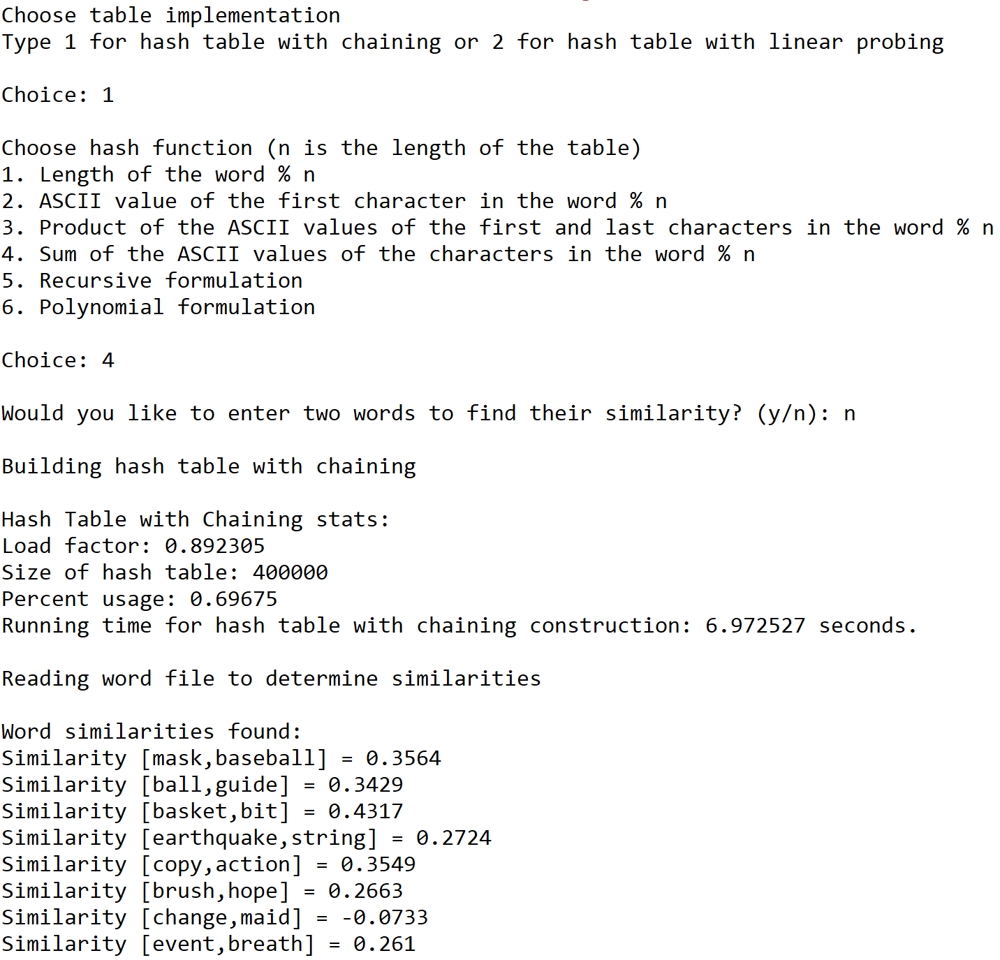 Choose table implementation
Type 1 for hash table with chaining or 2 for hash table with linear probing
Choice: 1
Choose hash function (n is the length of the table)
1. Length of the word % n
2. ASCII value of the first character in the word % n
3. Product of the ASCII values of the first and last characters in the word % n
4. Sum of the ASCII values of the characters in the word % n
5. Recursive formulation
6. Polynomial formulation
Choice: 4
Would you like to enter two words to find their similarity? (y/n): n
Building hash table with chaining
Hash Table with Chaining stats:
Load factor: 0.892305
Size of hash table: 400000
Percent usage: 0.69675
Running time for hash table with chaining construction: 6.972527 seconds.
Reading word file to determine similarities
Word similarities found:
Similarity [mask,baseball] = 0.3564
Similarity [ball,guide] = 0.3429
Similarity [basket,bit] = 0.4317
Similarity [earthquake,string] = 0.2724
Similarity [copy,action] = 0.3549
Similarity [brush,hope] = 0.2663
Similarity [change,maid] = -0.0733
Similarity [event,breath] = 0.261